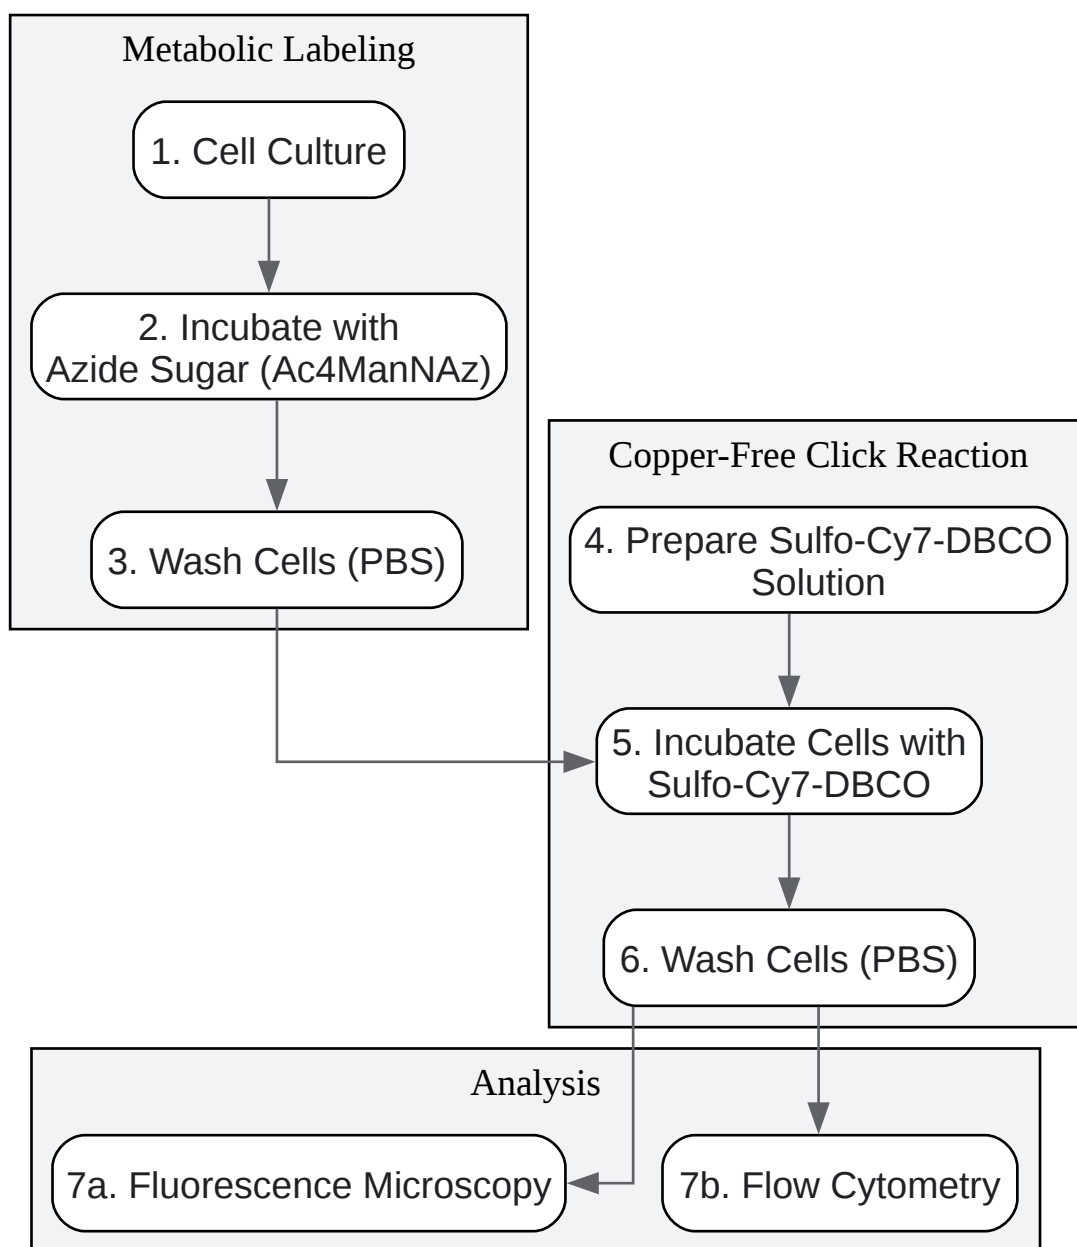 Metabolic Labeling
1. Cell Culture
2. Incubate with
Azide Sugar (Ac4ManNAz)
3. Wash Cells (PBS)
Copper-Free Click Reaction
4. Prepare Sulfo-Cy7-DBCO
Solution
5. Incubate Cells with
Sulfo-Cy7-DBCO
6. Wash Cells (PBS)
Analysis
7a. Fluorescence Microscopy
7b. Flow Cytometry